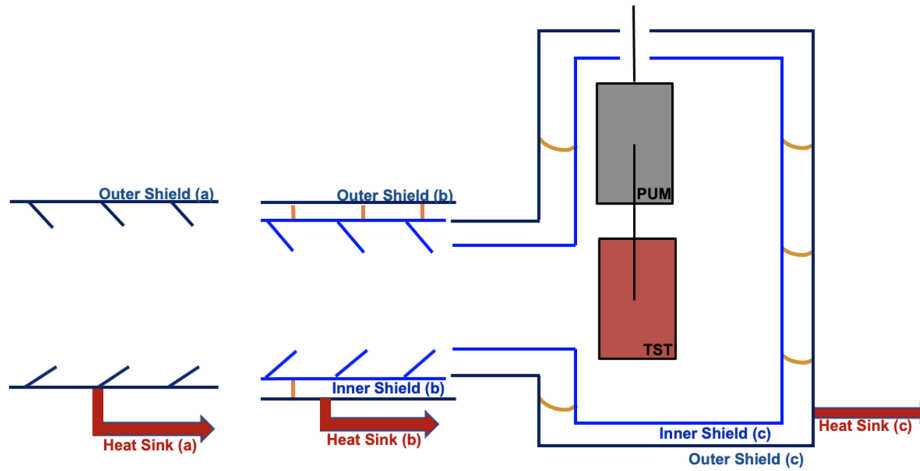 Outer Shield (a)
Outer Shield (b)
PUM
TST
Inner Shield (b)
Heat Sink (a)
Heat Sink (b)
Heat Sink (c)
Inner Shield (c)
Outer Shield (c)